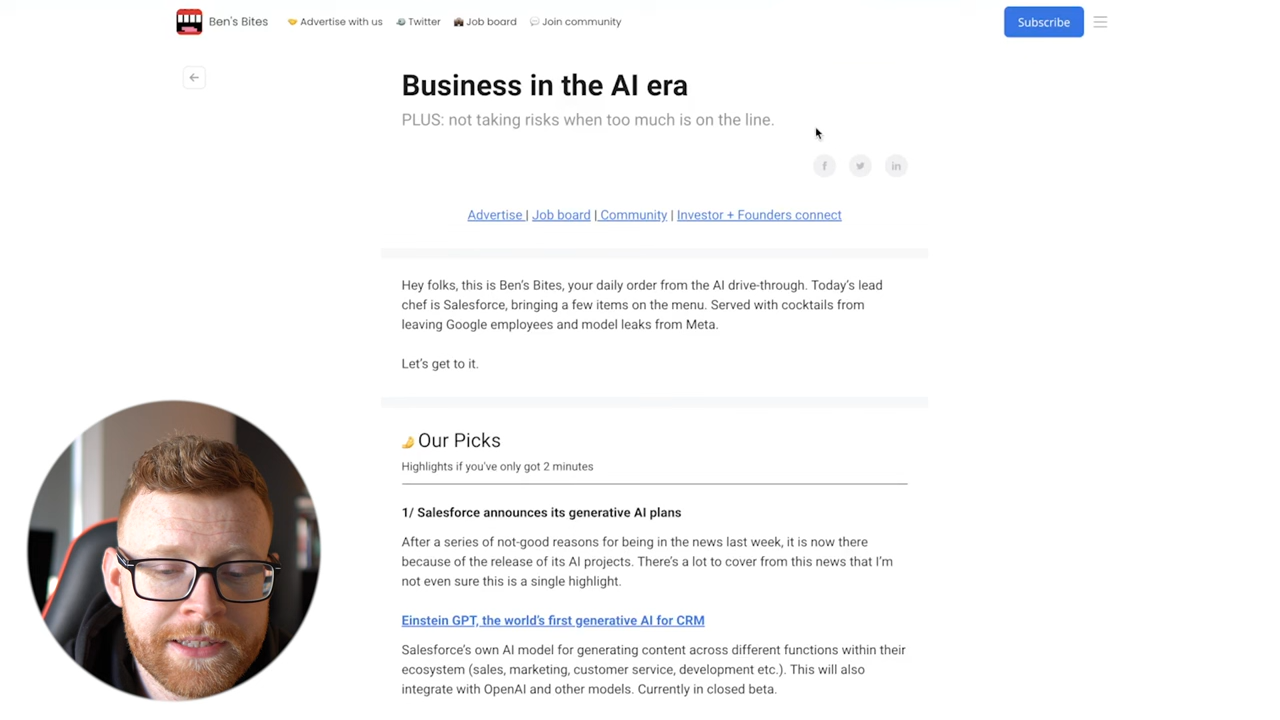 Ben's Bites
Advertise with us
Twitter
Job board
Join community
Subscribe
Business in the AI era
PLUS: not taking risks when too much is on the line.
Advertise | Job board | Community | Investor + Founders connect
Hey folks, this is Ben's Bites, your daily order from the AI drive-through. Today's lead
chef is Salesforce, bringing a few items on the menu. Served with cocktails from
leaving Google employees and model leaks from Meta.
Let's get to it.
Our Picks
Highlights if you've only got 2 minutes
1/ Salesforce announces its generative AI plans
After a series of not-good reasons for being in the news last week, it is now there
because of the release of its AI projects. There's a lot to cover from this news that I'm
not even sure this is a single highlight.
Einstein GPT, the world's first generative AI for CRM
Salesforce's own AI model for generating content across different functions within their
ecosystem (sales, marketing, customer service, development etc.). This will also
integrate with OpenAI and other models. Currently in closed beta.